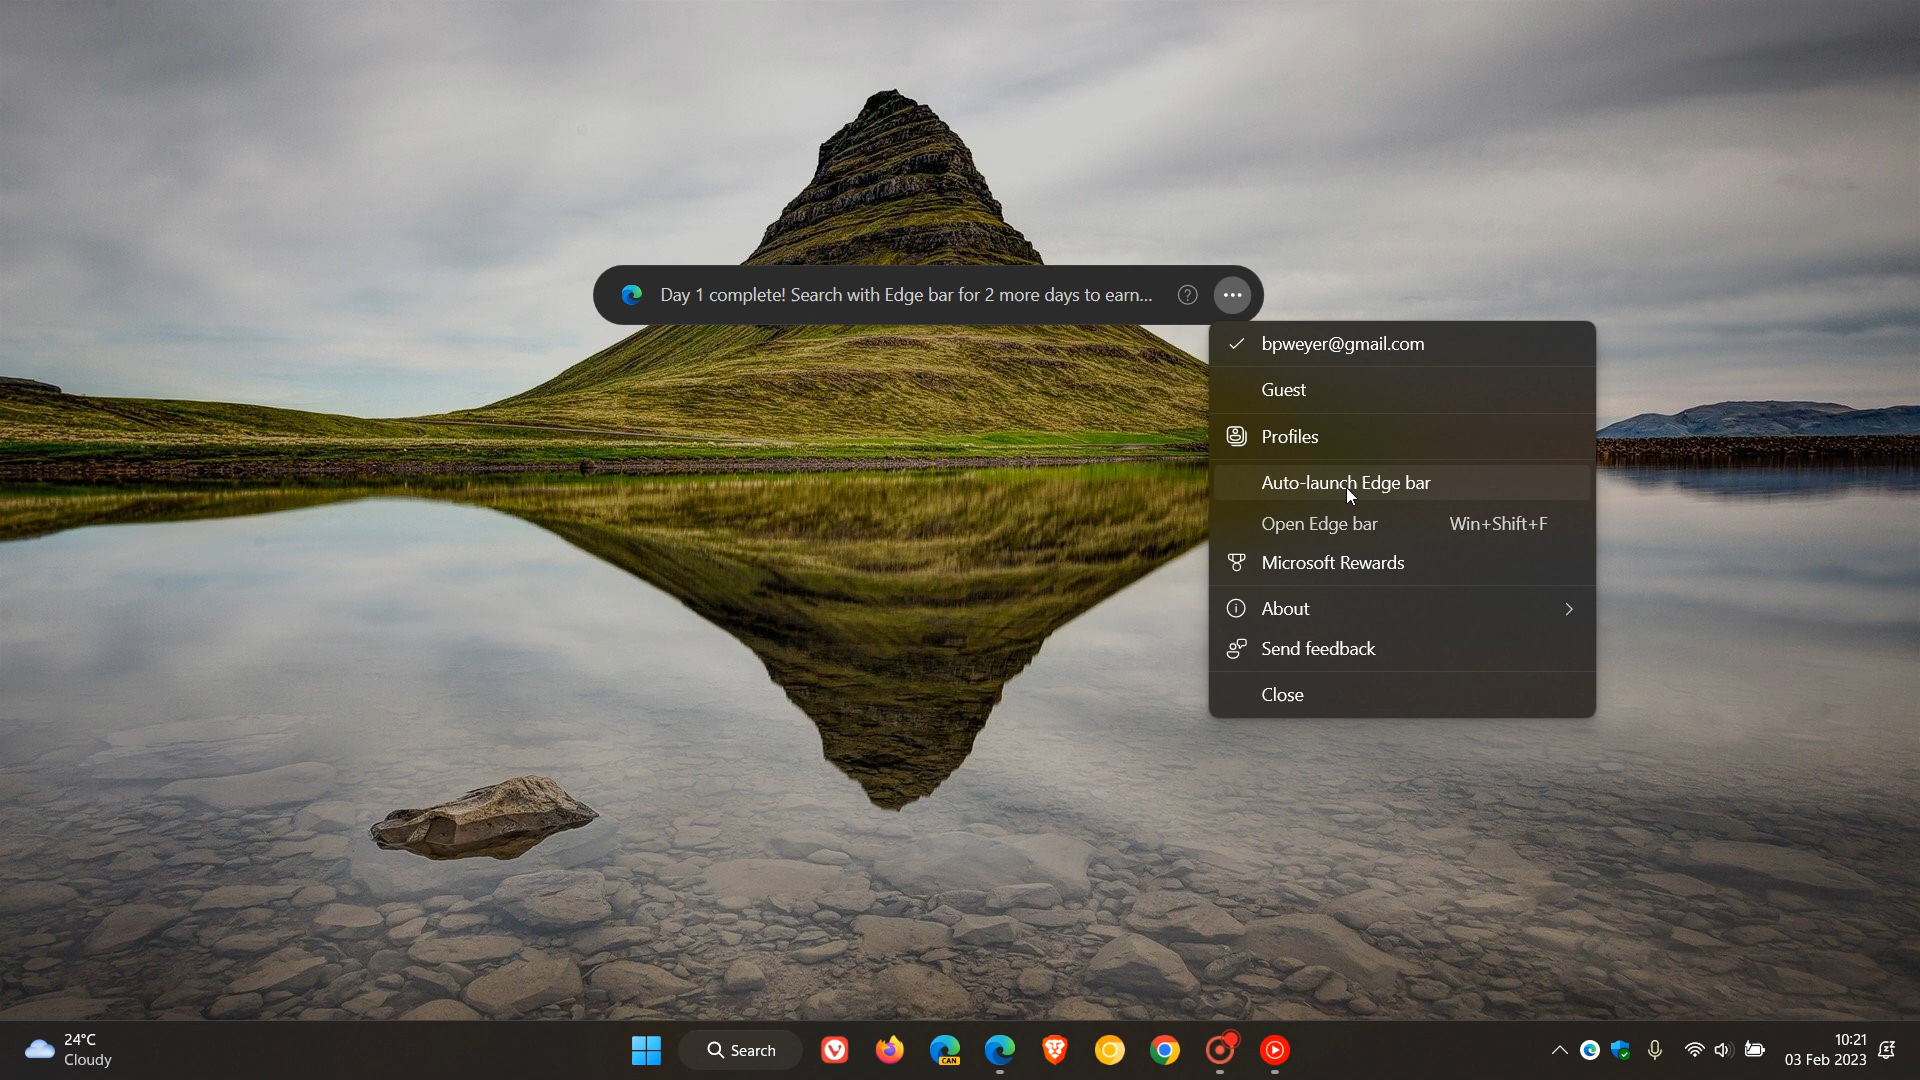 Day 1 complete! Search with Edge bar for 2 more days to earn...
bpweyer@gmail.com
Guest
Profiles
Auto-launch Edge bar
Open Edge bar Win+Shift+F
Microsoft Rewards
About
Send feedback
Close
24°C
Cloudy
Search
CAN
10:21
03 Feb 2023